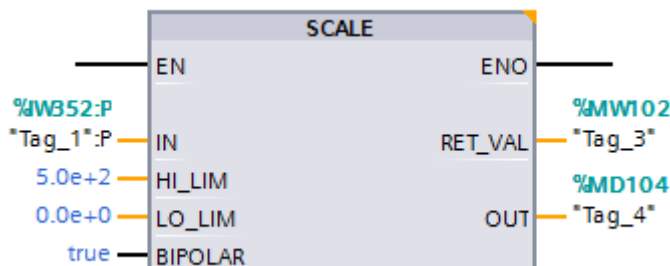 SCALE
EN ENO
%IW352:P %MW102
"Tag_1":P IN RET_VAL "Tag_3"
5.0e+2 HI_LIM %MD104
0.0e+0 LO_LIM OUT "Tag_4"
true BIPOLAR